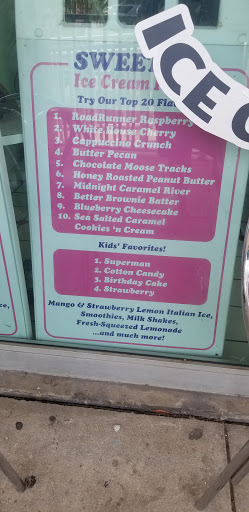 SWEET
Ice Cream
Try Our Top 20
1. RoadRunner Raspberry
2. White House Cherry
3. Cappuccino Crunch
4. Butter Pecan
5. Chocolate Moose Tracks
6. Honey Roasted Peanut Butter
7. Midnight Caramel River
8. Better Brownie Batter
9. Blueberry Cheesecake
10. Sea Salted Caramel
Cookies 'n Cream
Kids' Favorites!
1. Superman
2. Cotton Candy
3. Birthday Cake
4. Strawberry
Mango & Strawberry Lemon Italian Ice,
Smoothies, Milk Shakes,
Fresh-Squeezed Lemonade
...and much more!
ICE